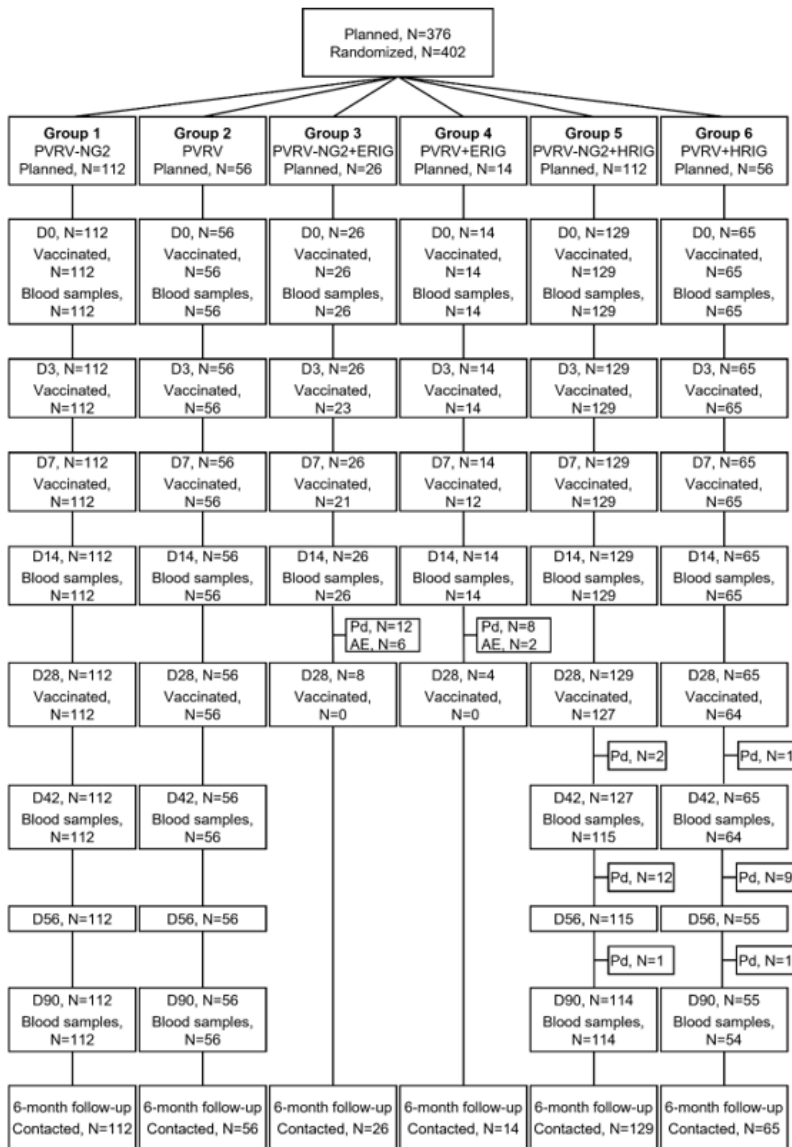 Planned, N=376
Randomized, N=402
Group 1
PVRV-NG2
Planned, N=112
Group 2
PVRV
Planned, N=56
Group 3
PVRV-NG2+ERIG
Planned, N=26
Group 4
PVRV+ERIG
Planned, N=14
Group 5
PVRV-NG2+HRIG
Planned, N=112
Group 6
PVRV+HRIG
Planned, N=56
D0, N=112
Vaccinated,
N=112
Blood samples,
N=112
D0, N=56
Vaccinated,
N=56
Blood samples,
N=56
D0, N=26
Vaccinated,
N=26
Blood samples,
N=26
D0, N=14
Vaccinated,
N=14
Blood samples,
N=14
D0, N=129
Vaccinated,
N=129
Blood samples,
N=129
D0, N=65
Vaccinated,
N=65
Blood samples,
N=65
D3, N=112
Vaccinated,
N=112
D3, N=56
Vaccinated,
N=56
D3, N=26
Vaccinated,
N=23
D3, N=14
Vaccinated,
N=14
D3, N=129
Vaccinated,
N=129
D3, N=65
Vaccinated,
N=65
D7, N=112
Vaccinated,
N=112
D7, N=56
Vaccinated,
N=56
D7, N=26
Vaccinated,
N=21
D7, N=14
Vaccinated,
N=12
D7, N=129
Vaccinated,
N=129
D7, N=65
Vaccinated,
N=65
D14, N=112
Blood samples,
N=112
D14, N=56
Blood samples,
N=56
D14, N=26
Blood samples,
N=26
D14, N=14
Blood samples,
N=14
D14, N=129
Blood samples,
N=129
D14, N=65
Blood samples,
N=65
Pd, N=12
AE, N=6
Pd, N=8
AE, N=2
D28, N=112
Vaccinated,
N=112
D28, N=56
Vaccinated,
N=56
D28, N=8
Vaccinated,
N=0
D28, N=4
Vaccinated,
N=0
D28, N=129
Vaccinated,
N=127
D28, N=65
Vaccinated,
N=64
Pd, N=2
Pd, N=1
D42, N=112
Blood samples,
N=112
D42, N=56
Blood samples,
N=56
D42, N=127
Blood samples,
N=115
D42, N=65
Blood samples,
N=64
Pd, N=12
Pd, N=9
D56, N=112
D56, N=56
D56, N=115
D56, N=55
Pd, N=1
Pd, N=1
D90, N=112
Blood samples,
N=112
D90, N=56
Blood samples,
N=56
D90, N=114
Blood samples,
N=114
D90, N=55
Blood samples,
N=54
6-month follow-up
Contacted, N=112
6-month follow-up
Contacted, N=56
6-month follow-up
Contacted, N=26
6-month follow-up
Contacted, N=14
6-month follow-up
Contacted, N=129
6-month follow-up
Contacted, N=65